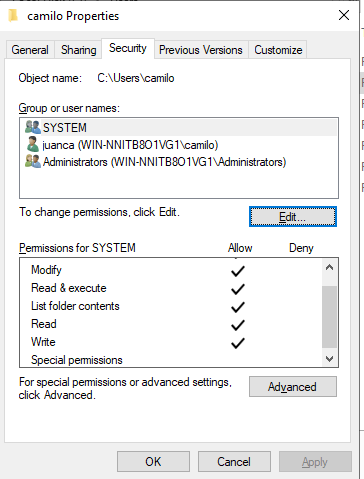 camilo Properties
General Sharing Security Previous Versions Customize
Object name: C:\Users\camilo
Group or user names:
SYSTEM
juanca (WIN-NNITB8O1VG1\camilo)
Administrators (WIN-NNITB8O1VG1\Administrators)
To change permissions, click Edit.
Edit...
Permissions for SYSTEM Allow Deny
Modify
Read & execute
List folder contents
Read
Write
Special permissions
For special permissions or advanced settings,
click Advanced.
Advanced
OK Cancel Apply